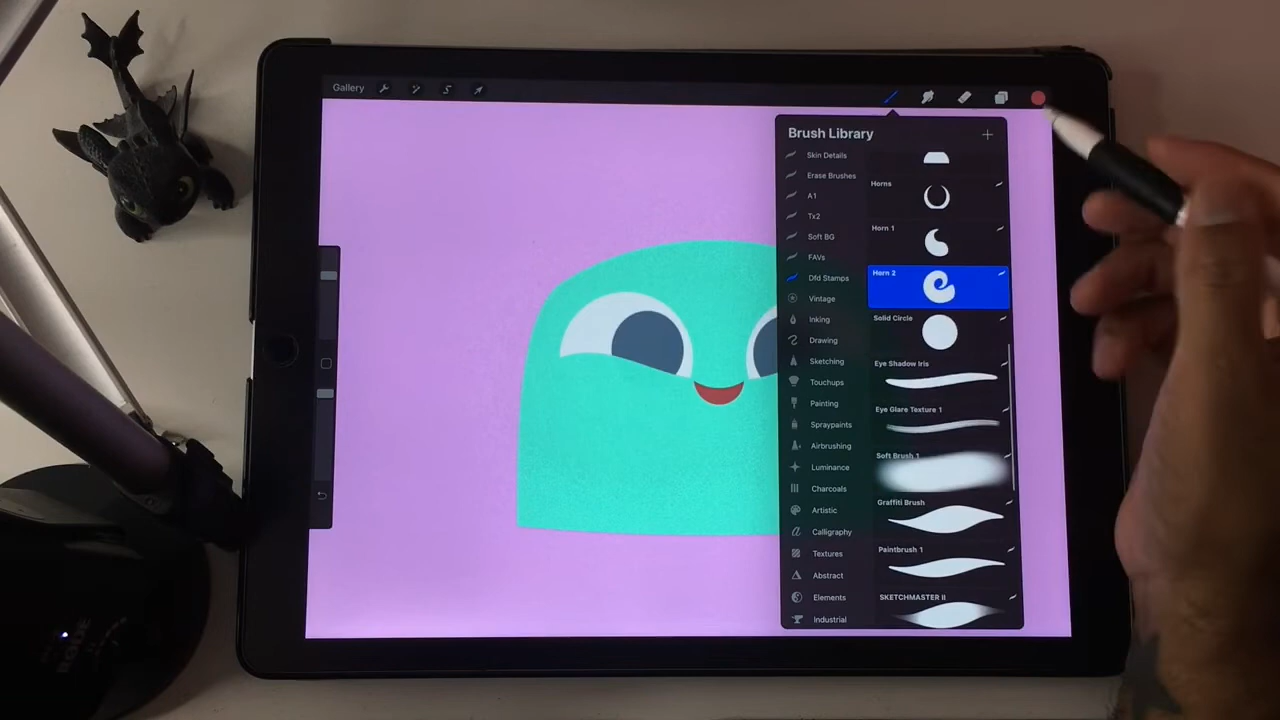 Gallery
Brush Library
Skin Details
Erase Brushes
A1
Tx2
Soft BG
FAVs
Dfd Stamps
Vintage
Inking
Drawing
Sketching
Touchups
Painting
Spraypaints
Airbrushing
Luminance
Charcoals
Artistic
Calligraphy
Textures
Abstract
Elements
Industrial
Horns
Horn 1
Horn 2
Solid Circle
Eye Shadow Iris
Eye Glare Texture 1
Soft Brush 1
Graffiti Brush
Paintbrush 1
SKETCHMASTER II
RODE